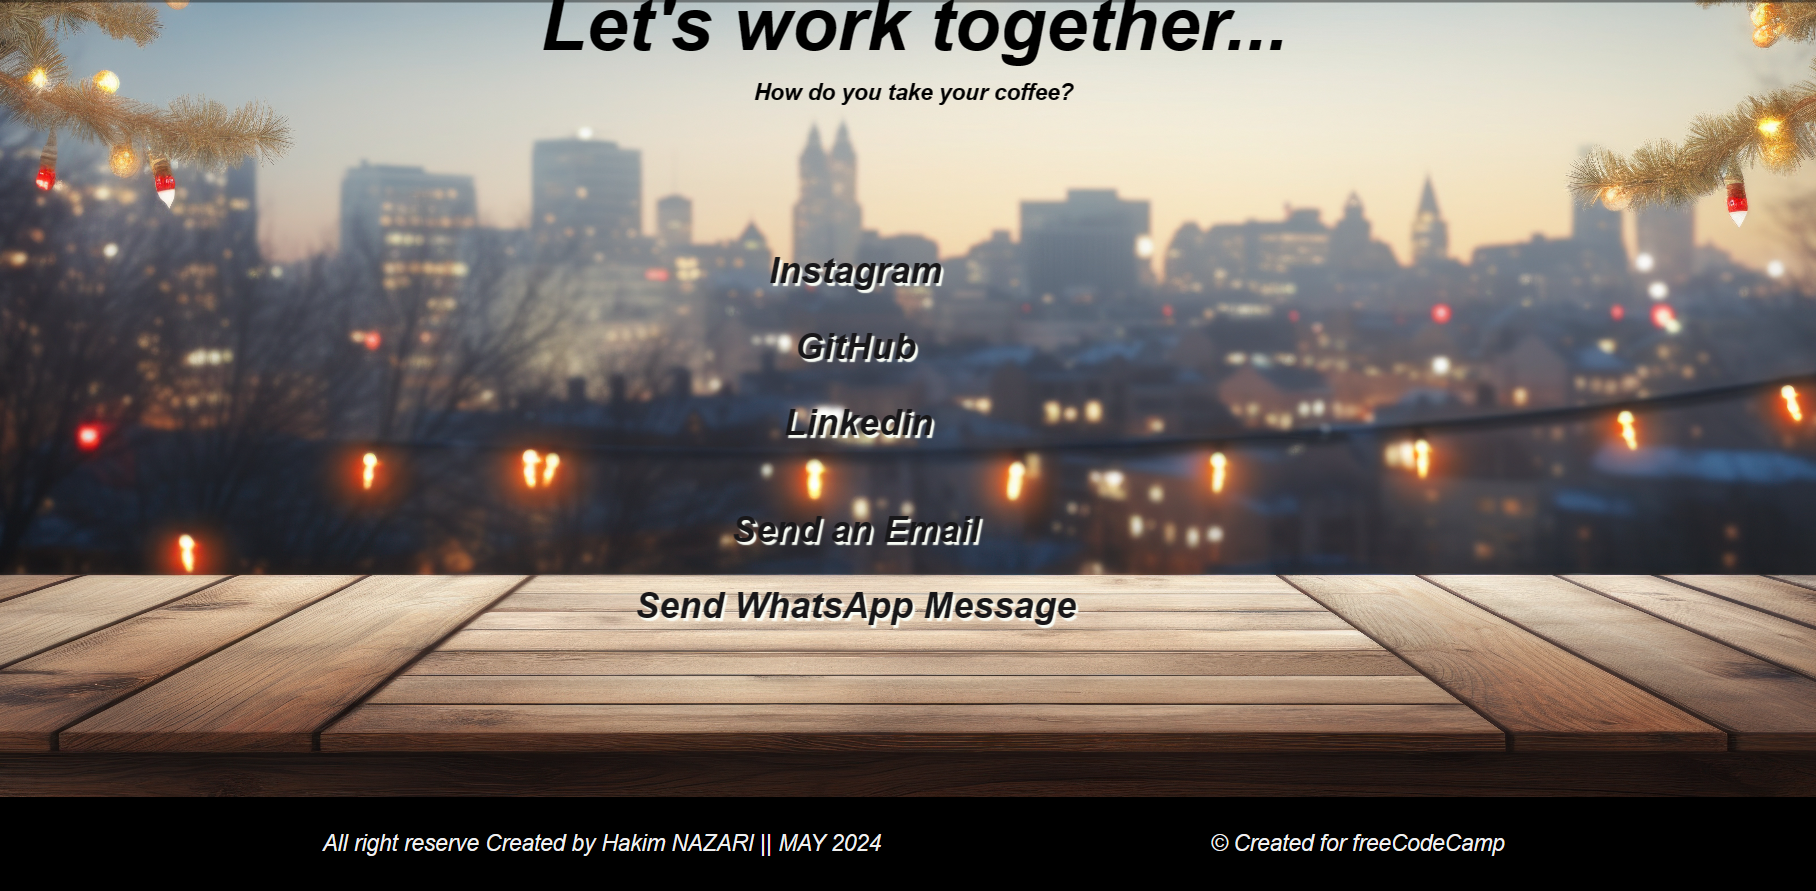 Let's work together...
How do you take your coffee?
Instagram
GitHub
Linkedin
Send an Email
Send WhatsApp Message
All right reserve Created by Hakim NAZARI || MAY 2024
© Created for freeCodeCamp